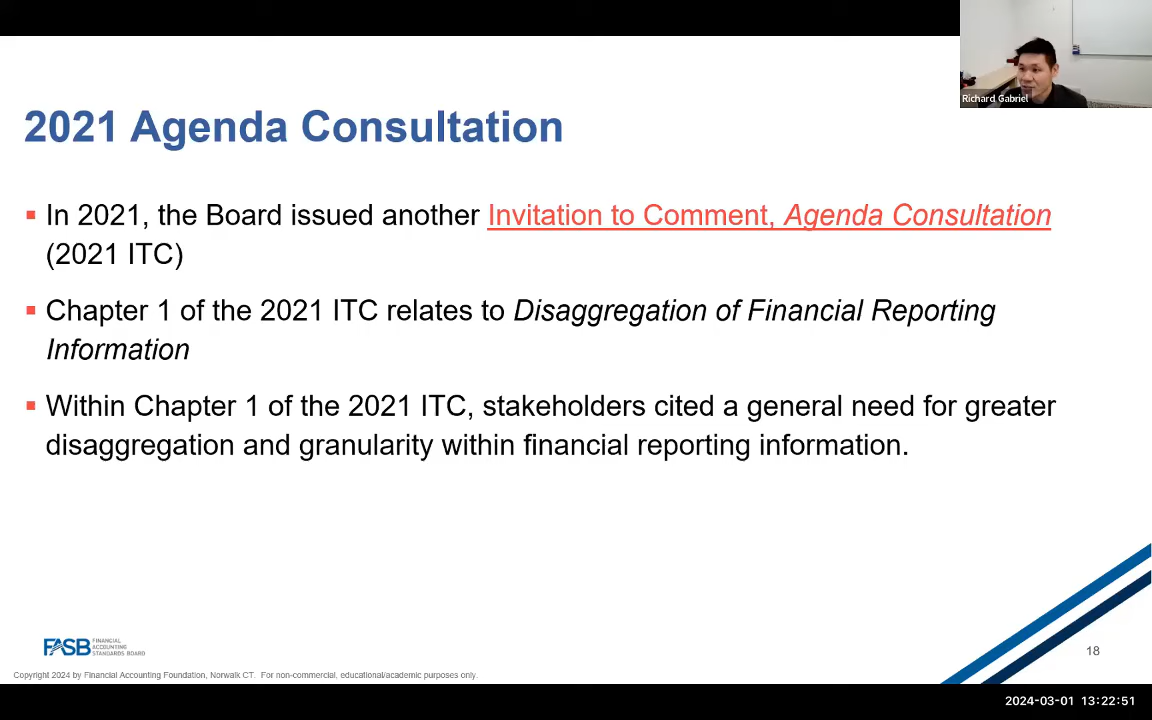 Richard Gabriel
2021 Agenda Consultation
▪ In 2021, the Board issued another Invitation to Comment, Agenda Consultation
(2021 ITC)
▪ Chapter 1 of the 2021 ITC relates to Disaggregation of Financial Reporting
Information
▪ Within Chapter 1 of the 2021 ITC, stakeholders cited a general need for greater
disaggregation and granularity within financial reporting information.
FASB FINANCIAL
ACCOUNTING
STANDARDS BOARD
18
Copyright 2024 by Financial Accounting Foundation, Norwalk CT. For non-commercial, educational/academic purposes only.
2024-03-01 13:22:51